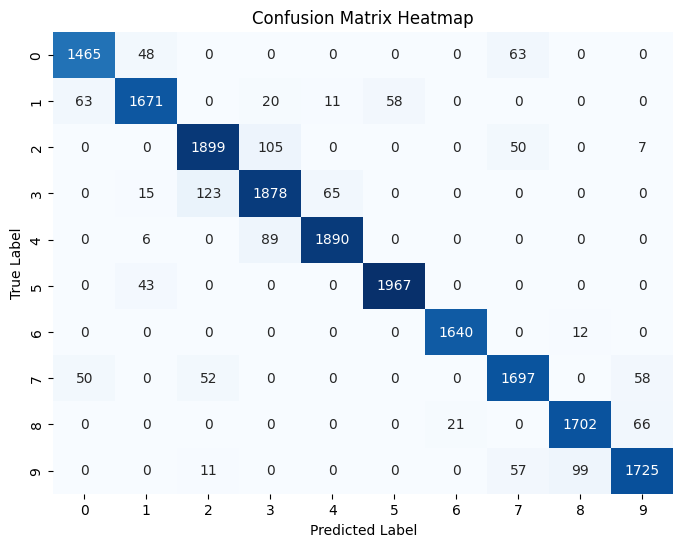 Confusion Matrix Heatmap
0 1465 48 0 0 0 0 0 63 0 0
1 63 1671 0 20 11 58 0 0 0 0
2 0 0 1899 105 0 0 0 50 0 7
3 0 15 123 1878 65 0 0 0 0 0
4 0 6 0 89 1890 0 0 0 0 0
True Label
5 0 43 0 0 0 1967 0 0 0 0
6 0 0 0 0 0 0 1640 0 12 0
7 50 0 52 0 0 0 0 1697 0 58
8 0 0 0 0 0 0 21 0 1702 66
9 0 0 11 0 0 0 0 57 99 1725
0 1 2 3 4 5 6 7 8 9
Predicted Label